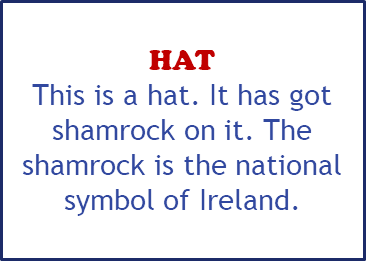 HAT
This is a hat. It has got
shamrock on it. The
shamrock is the national
symbol of Ireland.